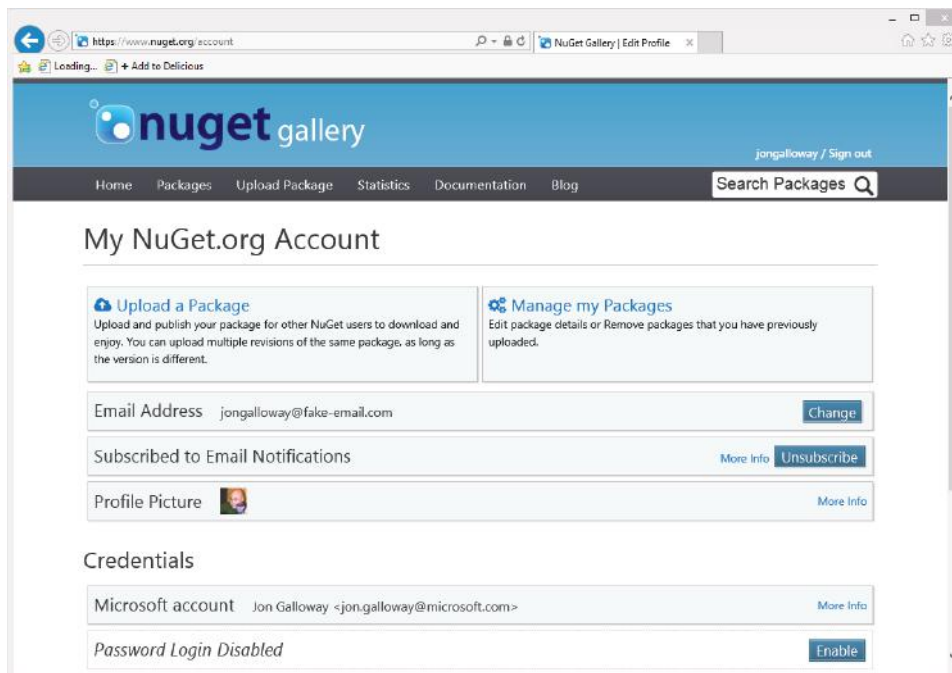 https://www.nuget.org/account
NuGet Gallery | Edit Profile
Loading... + Add to Delicious
nuget gallery
jongalloway / Sign out
Home Packages Upload Package Statistics Documentation Blog Search Packages
My NuGet.org Account
Upload a Package
Upload and publish your package for other NuGet users to download and
enjoy. You can upload multiple revisions of the same package, as long as
the version is different.
Manage my Packages
Edit package details or Remove packages that you have previously
uploaded.
Email Address jongalloway@fake-email.com Change
Subscribed to Email Notifications More Info Unsubscribe
Profile Picture More Info
Credentials
Microsoft account Jon Galloway <jon.galloway@microsoft.com> More Info
Password Login Disabled Enable